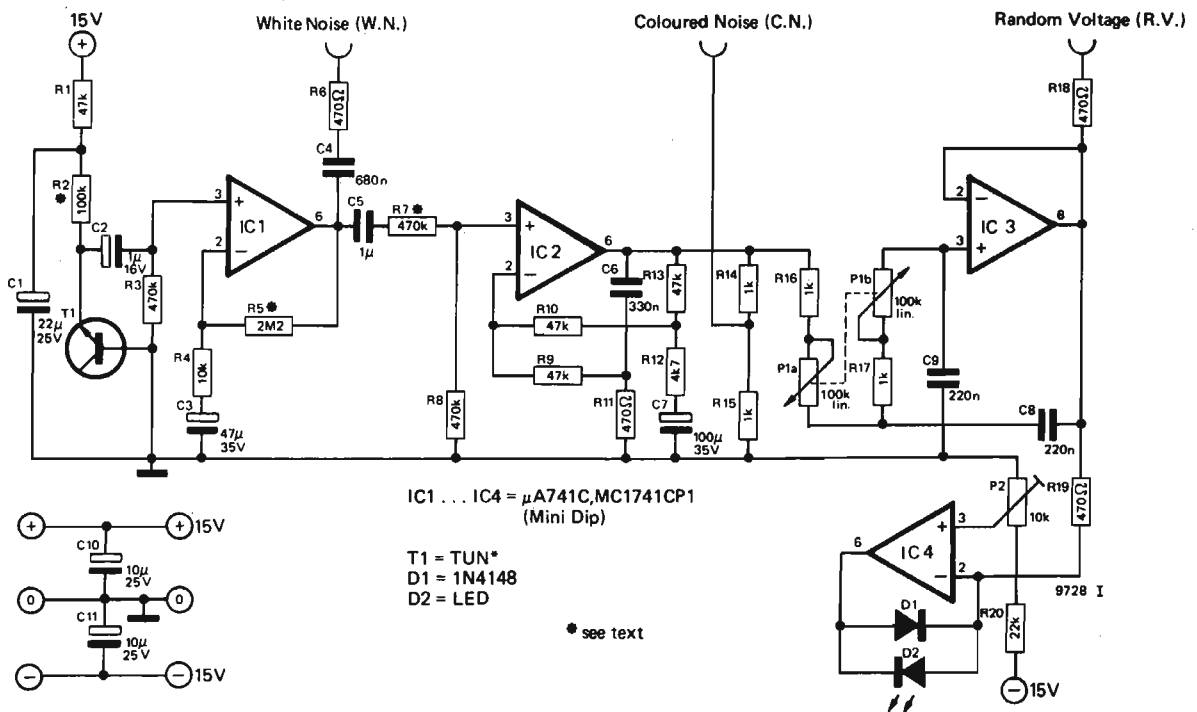 15V
White Noise (W.N.)
Coloured Noise (C.N.)
Random Voltage (R.V.)
+
R1
47k
R2
*
100k
C2
1μ
16V
R3
470k
C1
22μ
25V
T1
3
+
IC1
2
−
6
R6
470Ω
C4
680n
R5*
2M2
R4
10k
C3
47μ
35V
C5
1μ
R7*
470k
R8
470k
3
+
IC2
2
−
6
C6
330n
R13
47k
R10
47k
R9
47k
R12
4k7
R11
470Ω
C7
100μ
35V
R14
1k
R15
1k
R16
1k
P1a
100k
lin.
P1b
100k
lin.
R17
1k
R18
470Ω
2
−
IC 3
3
+
6
C9
220n
C8
220n
P2
10k
R19
470Ω
6
IC4
3
+
2
−
D1
D2
R20
22k
9728 I
−
15V
IC1 . . . IC4 = μA741C,MC1741CP1
(Mini Dip)
T1 = TUN*
D1 = 1N4148
D2 = LED
* see text
+
+
15V
C10
10μ
25V
0
0
C11
10μ
25V
−
−
15V